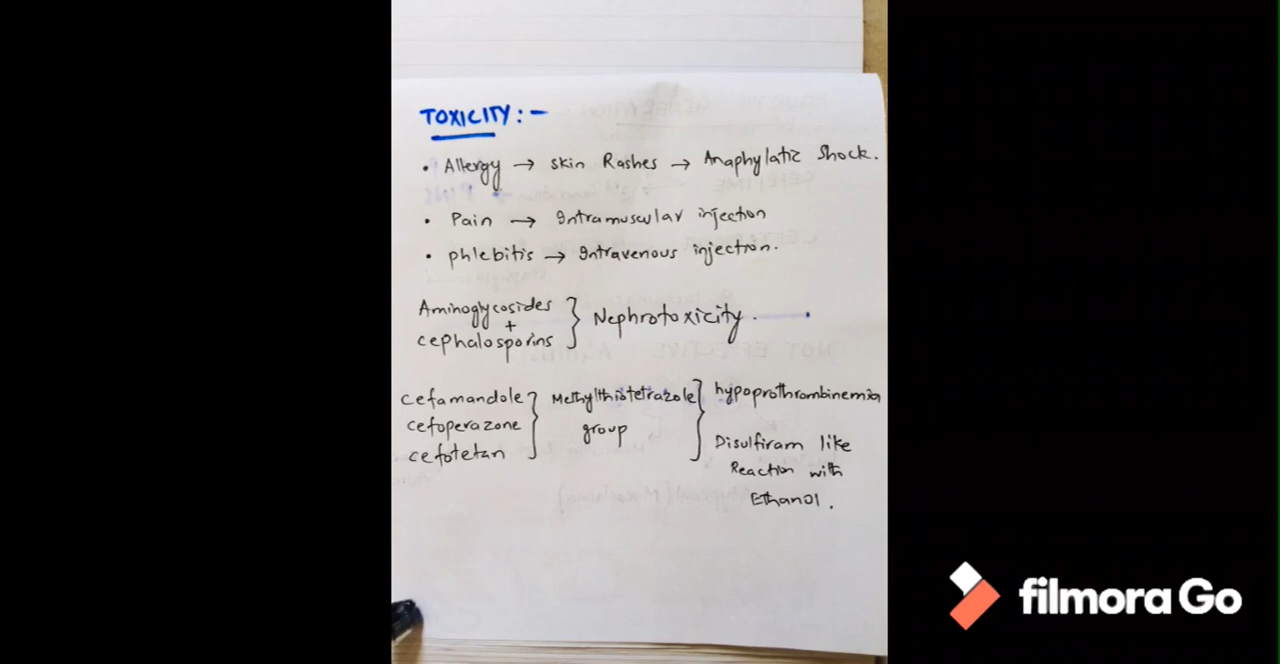 TOXICITY : -
• Allergy → skin Rashes → Anaphylatic Shock.
• Pain → Intramuscular injection
• phlebitis → Intravenous injection.
Aminoglycosides
+
cephalosporins } Nephrotoxicity.
cefamandole
cefoperazone
cefotetan } Methylthiotetrazole
group } hypoprothrombinemia
Disulfiram like
Reaction with
Ethanol.
filmora Go